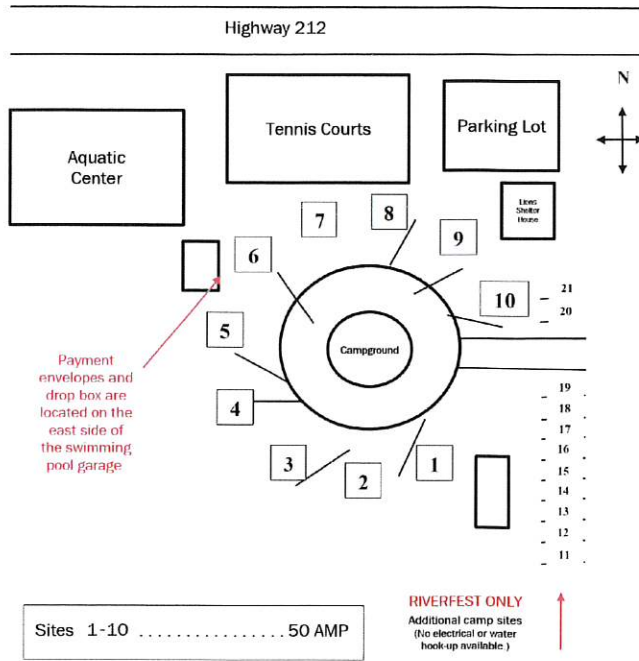 Highway 212
N
Tennis Courts
Parking Lot
Aquatic
Center
Lions
Shelter
House
7
8
9
6
10
21
20
5
Campground
Payment
envelopes and
drop box are
located on the
east side of
the swimming
pool garage
4
19
18
17
16
15
14
13
12
11
3
2
1
RIVERFEST ONLY
Additional camp sites
(No electrical or water
hook-up available.)
Sites 1-10 ................ 50 AMP